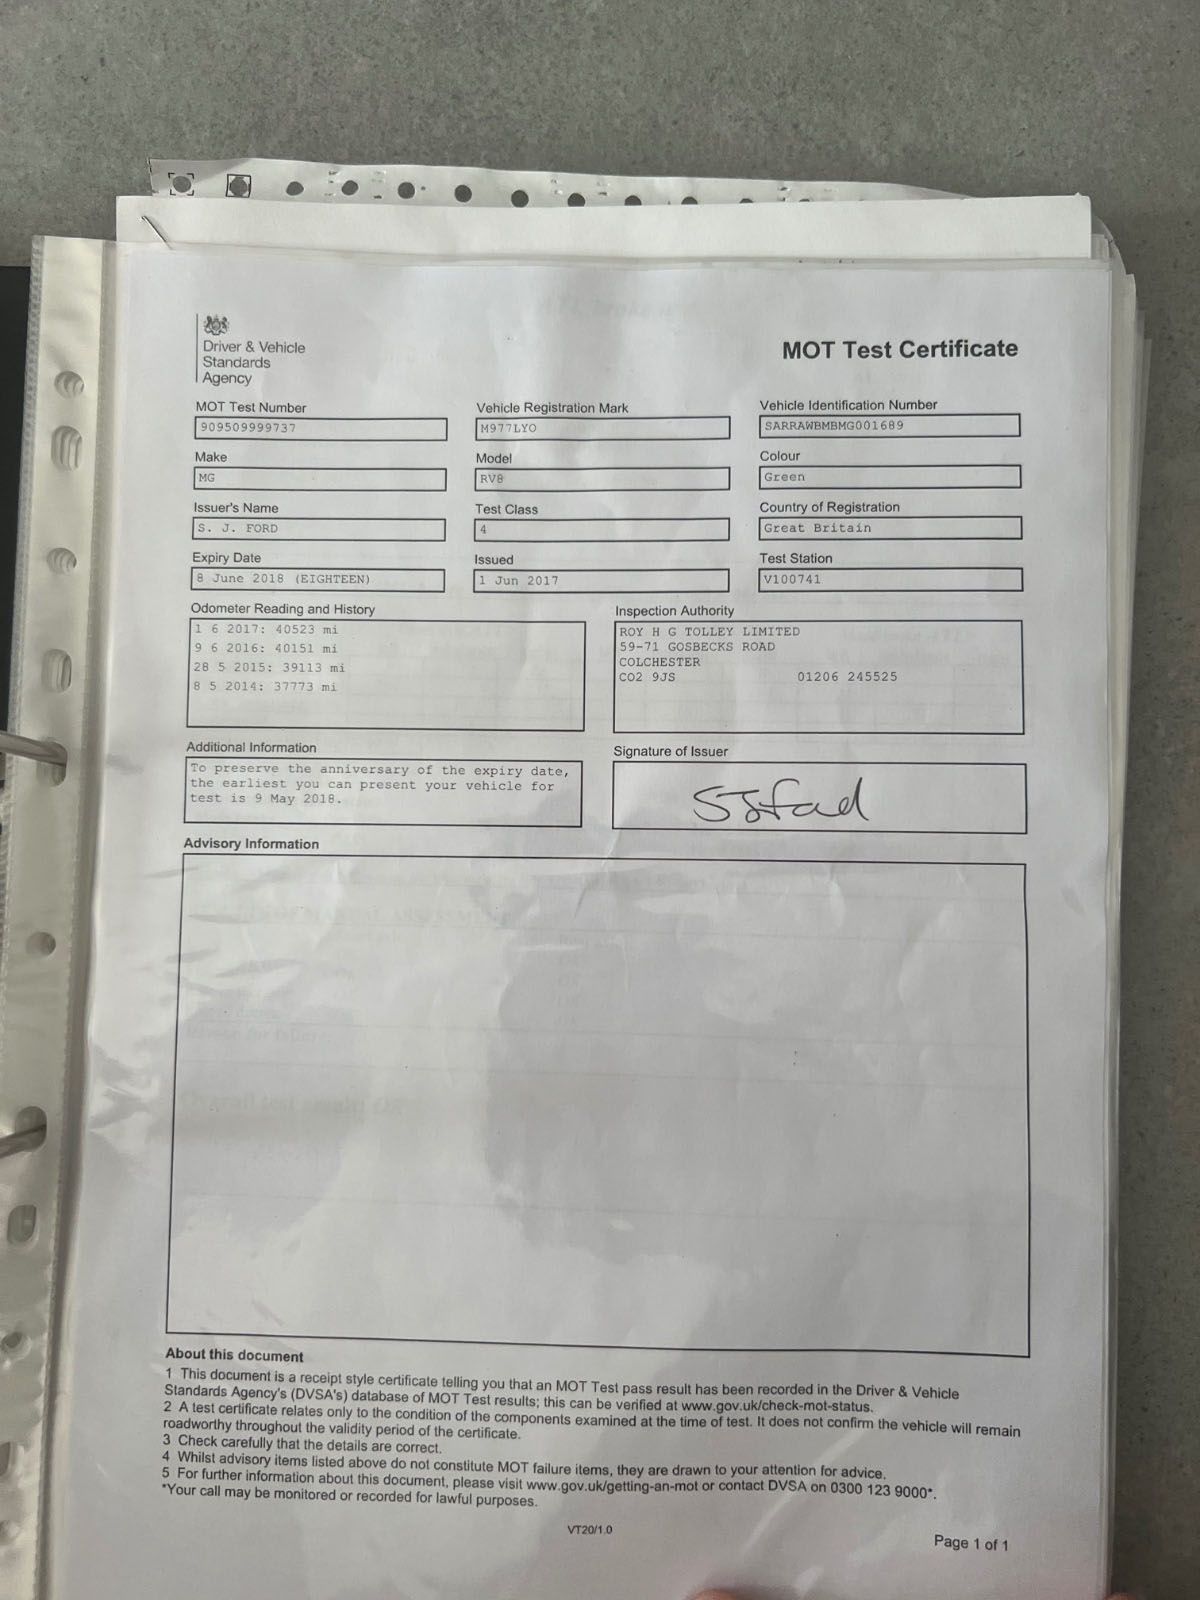 Driver & Vehicle
Standards
Agency
MOT Test Certificate
MOT Test Number
909509999737
Vehicle Registration Mark
M977LYO
Vehicle Identification Number
SARRAWBMBMG001689
Make
MG
Model
RV8
Colour
Green
Issuer's Name
S. J. FORD
Test Class
4
Country of Registration
Great Britain
Expiry Date
8 June 2018 (EIGHTEEN)
Issued
1 Jun 2017
Test Station
V100741
Odometer Reading and History
1 6 2017: 40523 mi
9 6 2016: 40151 mi
28 5 2015: 39113 mi
8 5 2014: 37773 mi
Inspection Authority
ROY H G TOLLEY LIMITED
59-71 GOSBECKS ROAD
COLCHESTER
CO2 9JS 01206 245525
Additional Information
To preserve the anniversary of the expiry date,
the earliest you can present your vehicle for
test is 9 May 2018.
Signature of Issuer
SJFord
Advisory Information
About this document
1 This document is a receipt style certificate telling you that an MOT Test pass result has been recorded in the Driver & Vehicle
Standards Agency's (DVSA's) database of MOT Test results; this can be verified at www.gov.uk/check-mot-status.
2 A test certificate relates only to the condition of the components examined at the time of test. It does not confirm the vehicle will remain
roadworthy throughout the validity period of the certificate.
3 Check carefully that the details are correct.
4 Whilst advisory items listed above do not constitute MOT failure items, they are drawn to your attention for advice.
5 For further information about this document, please visit www.gov.uk/getting-an-mot or contact DVSA on 0300 123 9000*.
*Your call may be monitored or recorded for lawful purposes.
VT20/1.0
Page 1 of 1